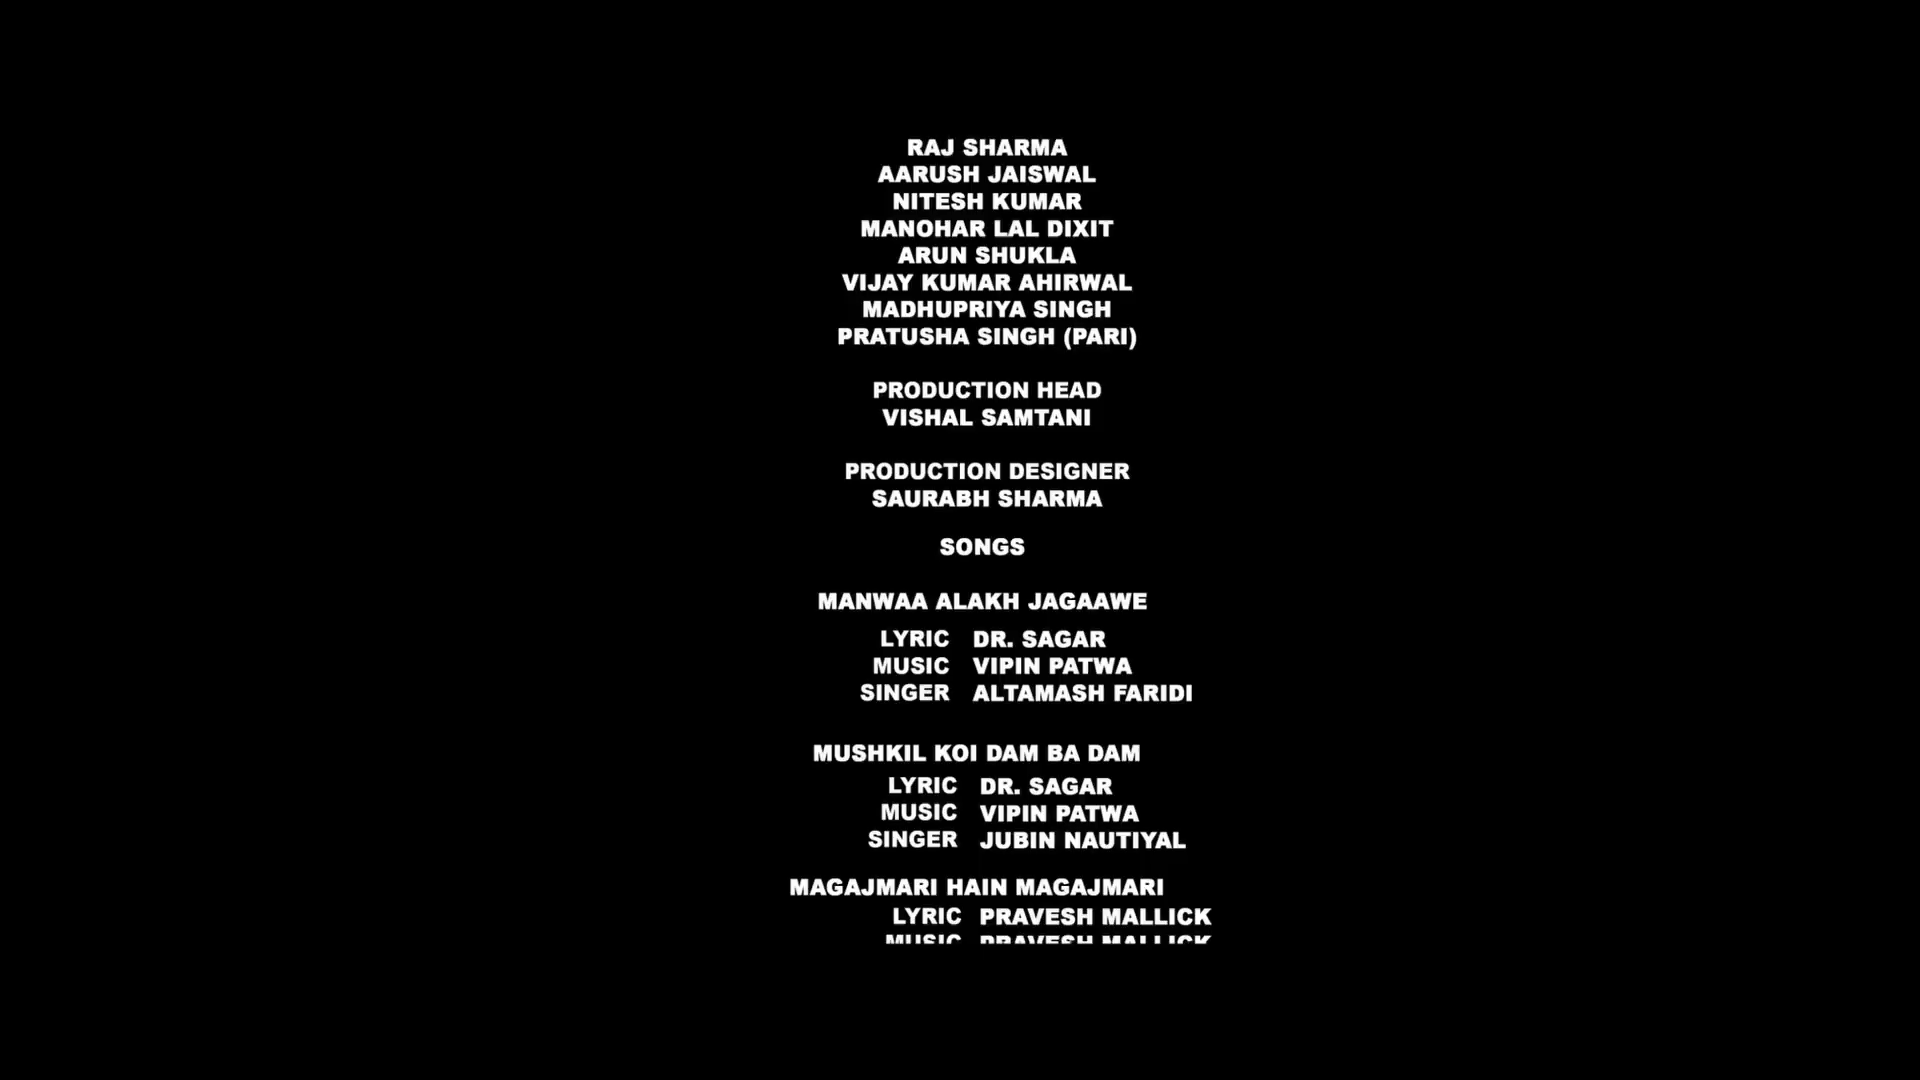 RAJ SHARMA
AARUSH JAISWAL
NITESH KUMAR
MANOHAR LAL DIXIT
ARUN SHUKLA
VIJAY KUMAR AHIRWAL
MADHUPRIYA SINGH
PRATUSHA SINGH (PARI)
PRODUCTION HEAD
VISHAL SAMTANI
PRODUCTION DESIGNER
SAURABH SHARMA
SONGS
MANWAA ALAKH JAGAAWE
LYRIC DR. SAGAR
MUSIC VIPIN PATWA
SINGER ALTAMASH FARIDI
MUSHKIL KOI DAM BA DAM
LYRIC DR. SAGAR
MUSIC VIPIN PATWA
SINGER JUBIN NAUTIYAL
MAGAJMARI HAIN MAGAJMARI
LYRIC PRAVESH MALLICK
MUSIC PRAVESH MALLICK